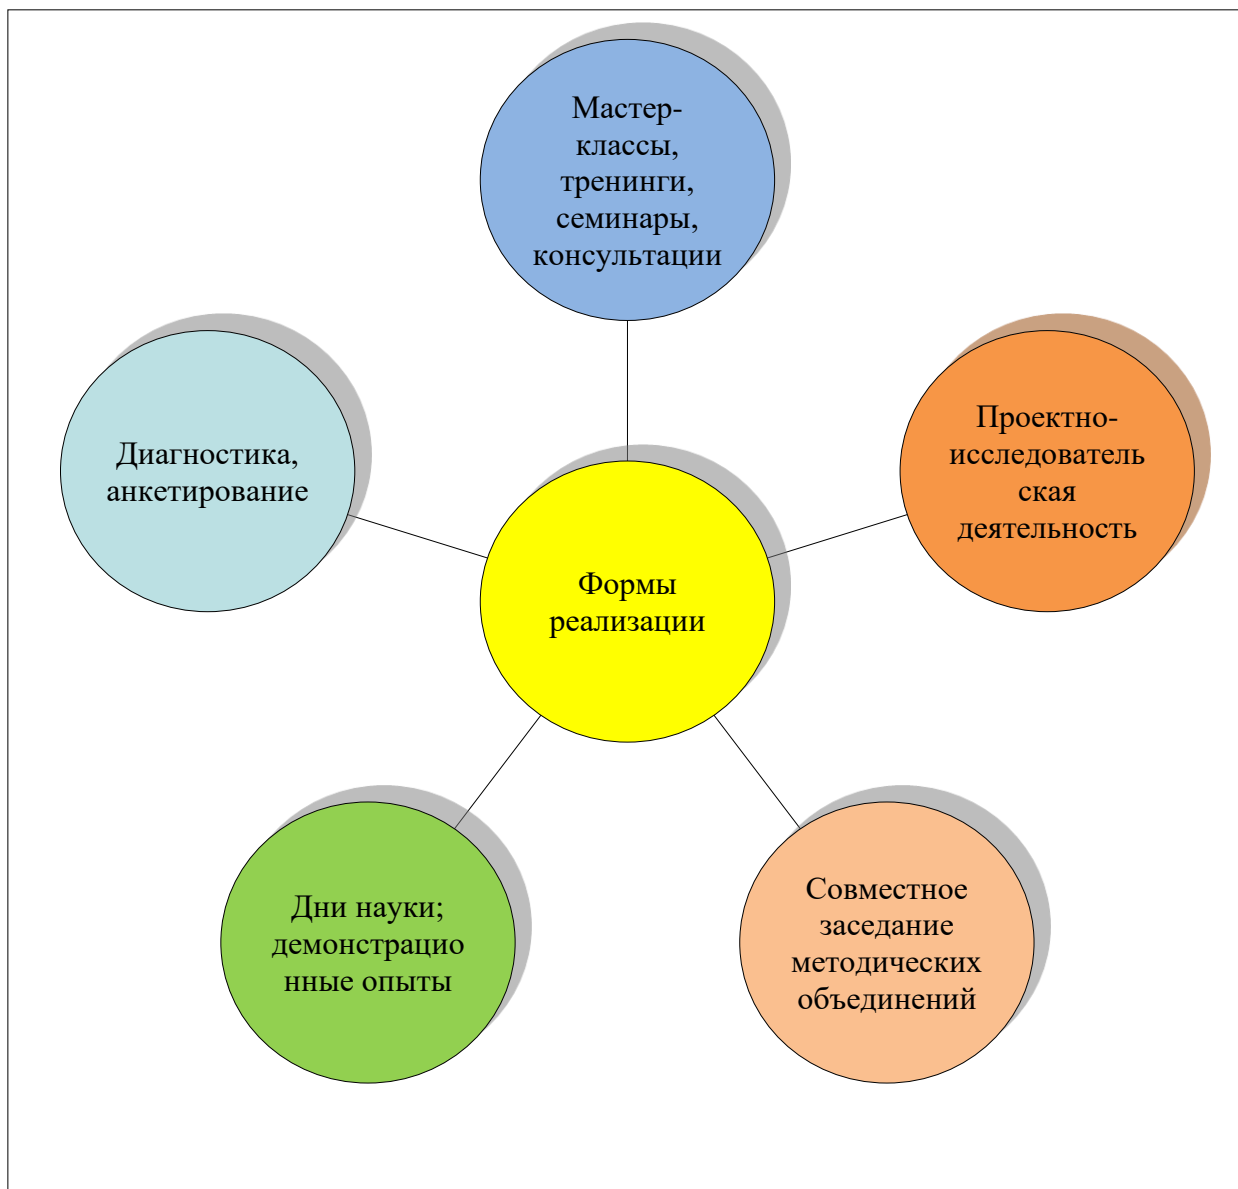 Мастер-
классы,
тренинги,
семинары,
консультации
Диагностика,
анкетирование
Проектно-
исследователь
ская
деятельность
Формы
реализации
Дни науки;
демонстрацио
нные опыты
Совместное
заседание
методических
объединений